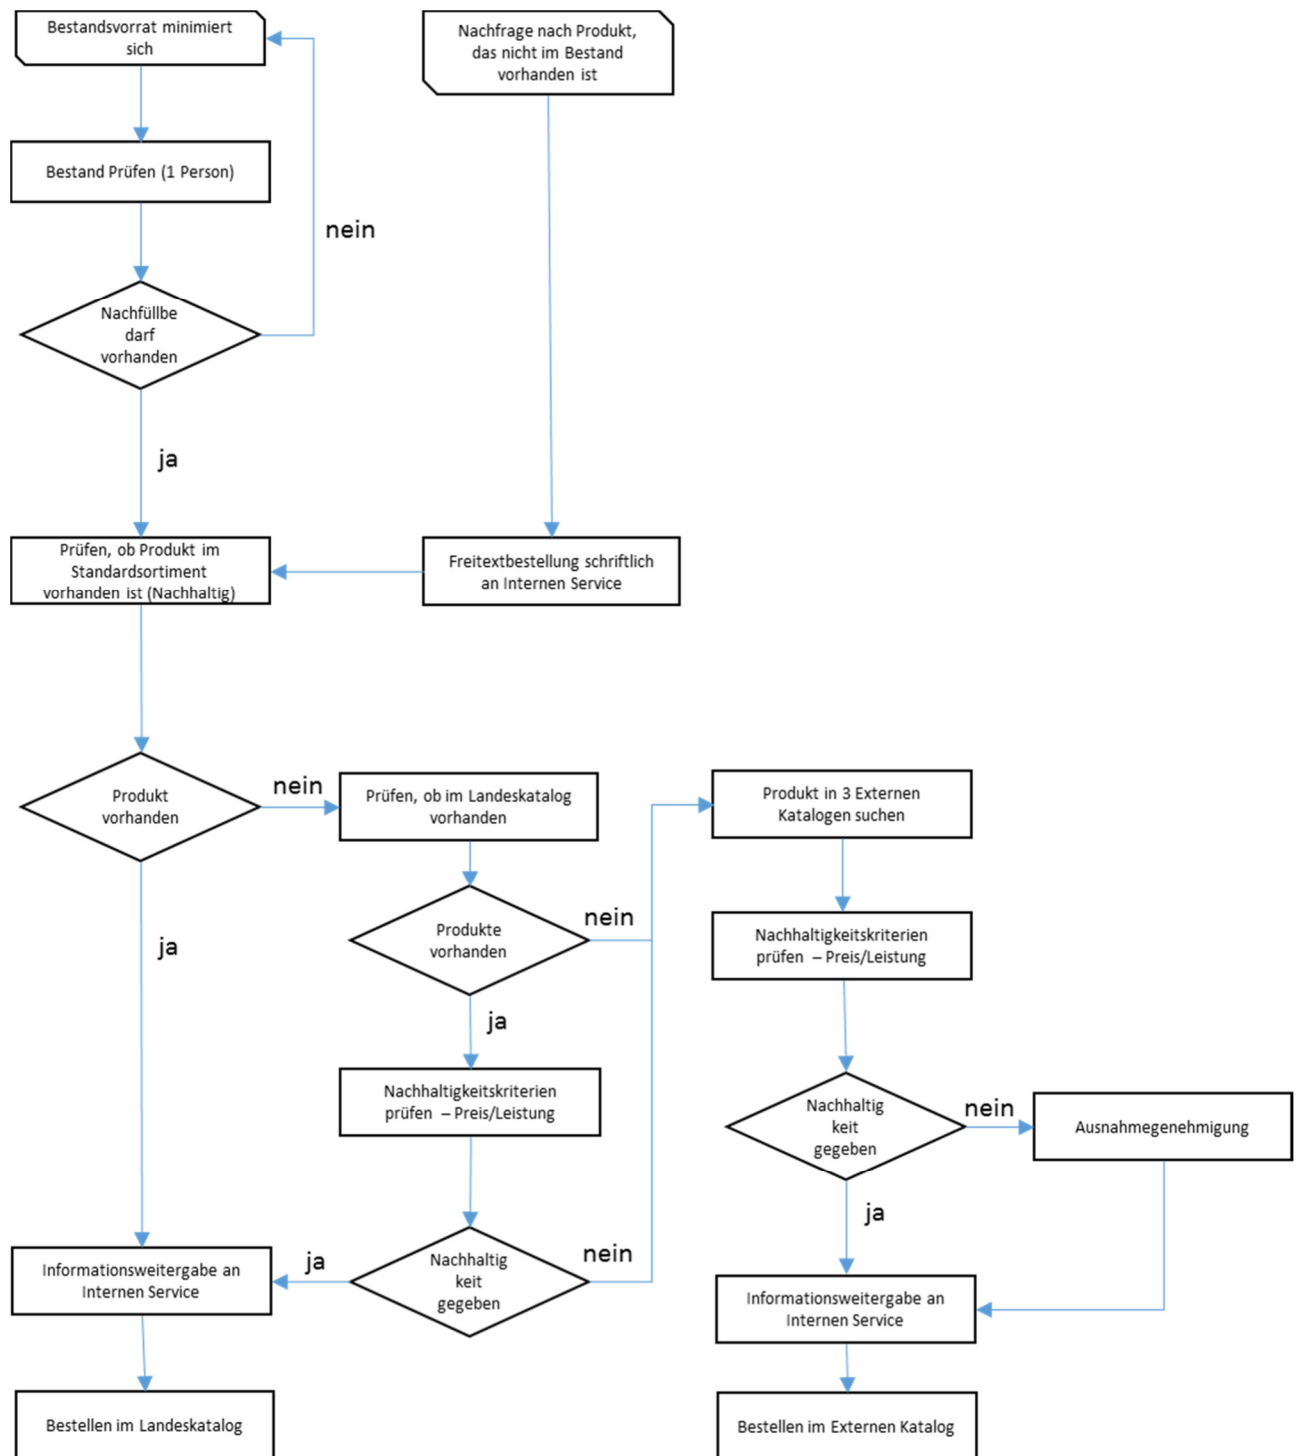 Bestandsvorrat minimiert
sich
Nachfrage nach Produkt,
das nicht im Bestand
vorhanden ist
Bestand Prüfen (1 Person)
nein
Nachfüllbe
darf
vorhanden
ja
Prüfen, ob Produkt im
Standardsortiment
vorhanden ist (Nachhaltig)
Freitextbestellung schriftlich
an Internen Service
Produkt
vorhanden
nein
Prüfen, ob im Landeskatalog
vorhanden
Produkt in 3 Externen
Katalogen suchen
ja
Produkte
vorhanden
nein
Nachhaltigkeitskriterien
prüfen – Preis/Leistung
ja
Nachhaltigkeitskriterien
prüfen – Preis/Leistung
Nachhaltig
keit
gegeben
nein
Ausnahmegenehmigung
ja
Informationsweitergabe an
Internen Service
ja
Nachhaltig
keit
gegeben
nein
Informationsweitergabe an
Internen Service
Bestellen im Landeskatalog
Bestellen im Externen Katalog